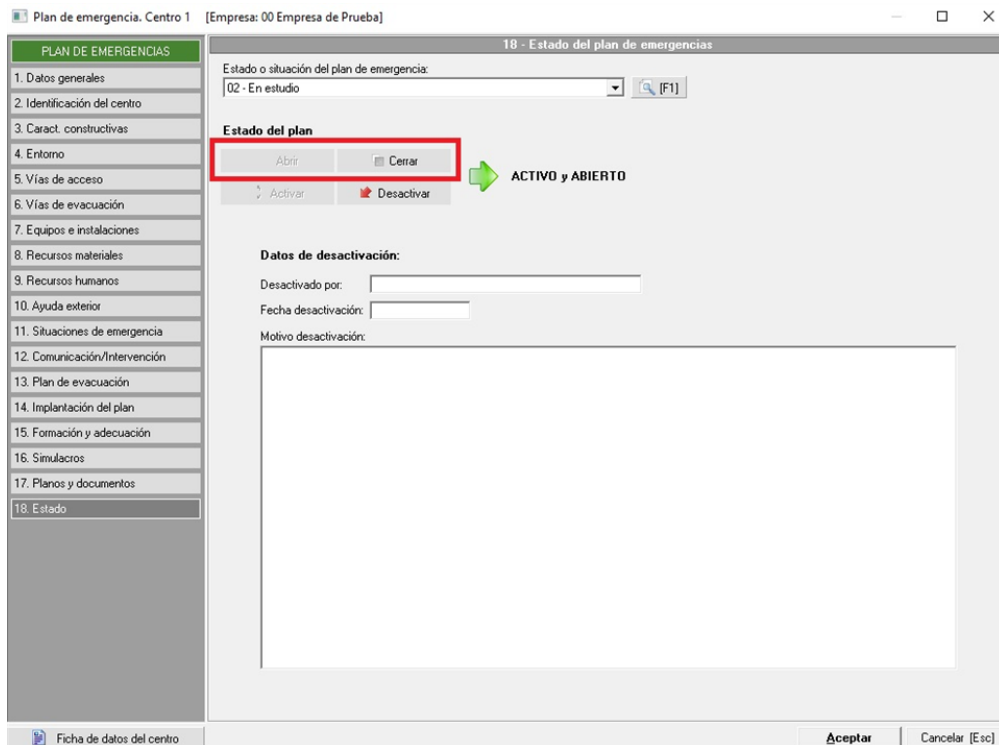 Plan de emergencia. Centro 1 [Empresa: 00 Empresa de Prueba]
PLAN DE EMERGENCIAS
1. Datos generales
2. Identificación del centro
3. Caract. constructivas
4. Entorno
5. Vías de acceso
6. Vías de evacuación
7. Equipos e instalaciones
8. Recursos materiales
9. Recursos humanos
10. Ayuda exterior
11. Situaciones de emergencia
12. Comunicación/Intervención
13. Plan de evacuación
14. Implantación del plan
15. Formación y adecuación
16. Simulacros
17. Planos y documentos
18. Estado
18 - Estado del plan de emergencias
Estado o situación del plan de emergencia:
02 - En estudio
[F1]
Estado del plan
Abrir Cerrar
Activar Desactivar
ACTIVO y ABIERTO
Datos de desactivación:
Desactivado por:
Fecha desactivación:
Motivo desactivación:
Ficha de datos del centro
Aceptar Cancelar [Esc]